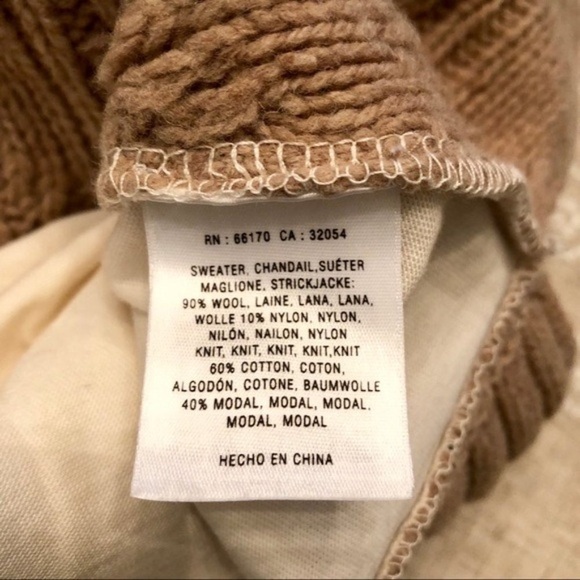 RN : 66170 CA : 32054
SWEATER, CHANDAIL,SUÉTER
MAGLIONE, STRICKJACKE:
90% WOOL, LAINE, LANA, LANA,
WOLLE 10% NYLON, NYLON,
NILÓN, NAILON, NYLON
KNIT, KNIT, KNIT, KNIT,KNIT
60% COTTON, COTON,
ALGODÓN, COTONE, BAUMWOLLE
40% MODAL, MODAL, MODAL,
MODAL, MODAL
HECHO EN CHINA